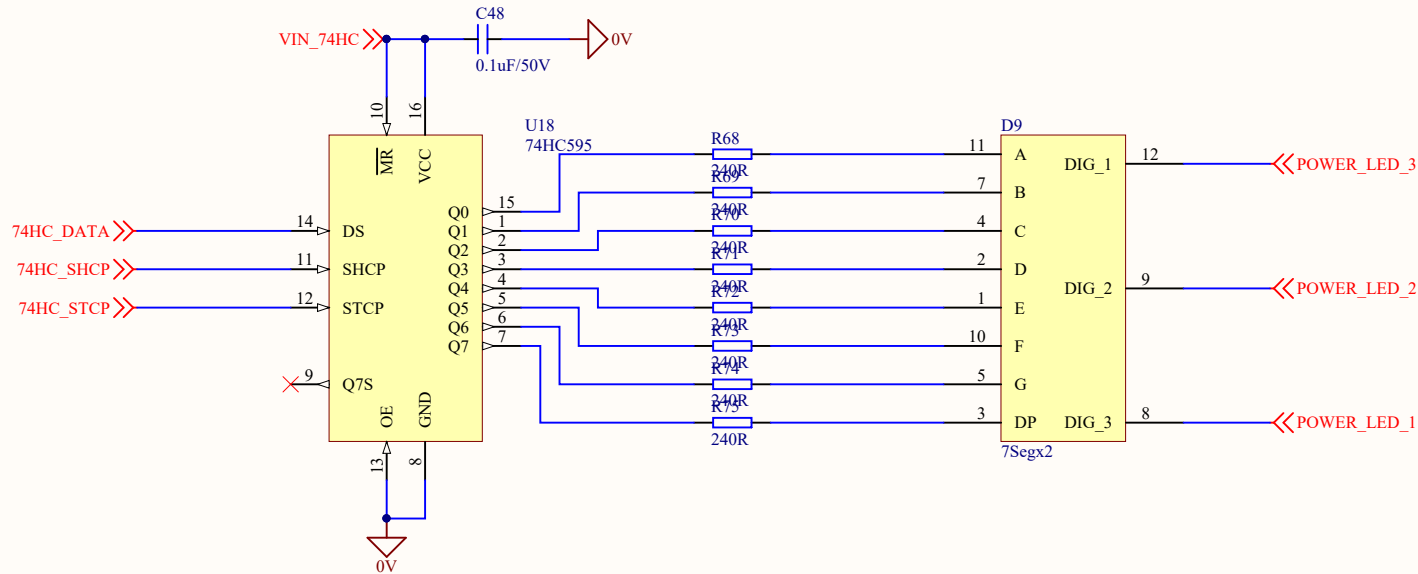 C48
VIN_74HC
0V
0.1uF/50V
10
16
U18
74HC595
MR
VCC
74HC_DATA
14
DS
74HC_SHCP
11
SHCP
74HC_STCP
12
STCP
9
Q7S
OE
GND
13
8
0V
Q0
15
Q1
1
Q2
2
Q3
3
Q4
4
Q5
5
Q6
6
Q7
7
R68
240R
R69
240R
R70
240R
R71
240R
R72
240R
R73
240R
R74
240R
R75
240R
D9
11
A
7
B
4
C
2
D
1
E
10
F
5
G
3
DP
DIG_1
12
POWER_LED_3
DIG_2
9
POWER_LED_2
DIG_3
8
POWER_LED_1
7Segx2